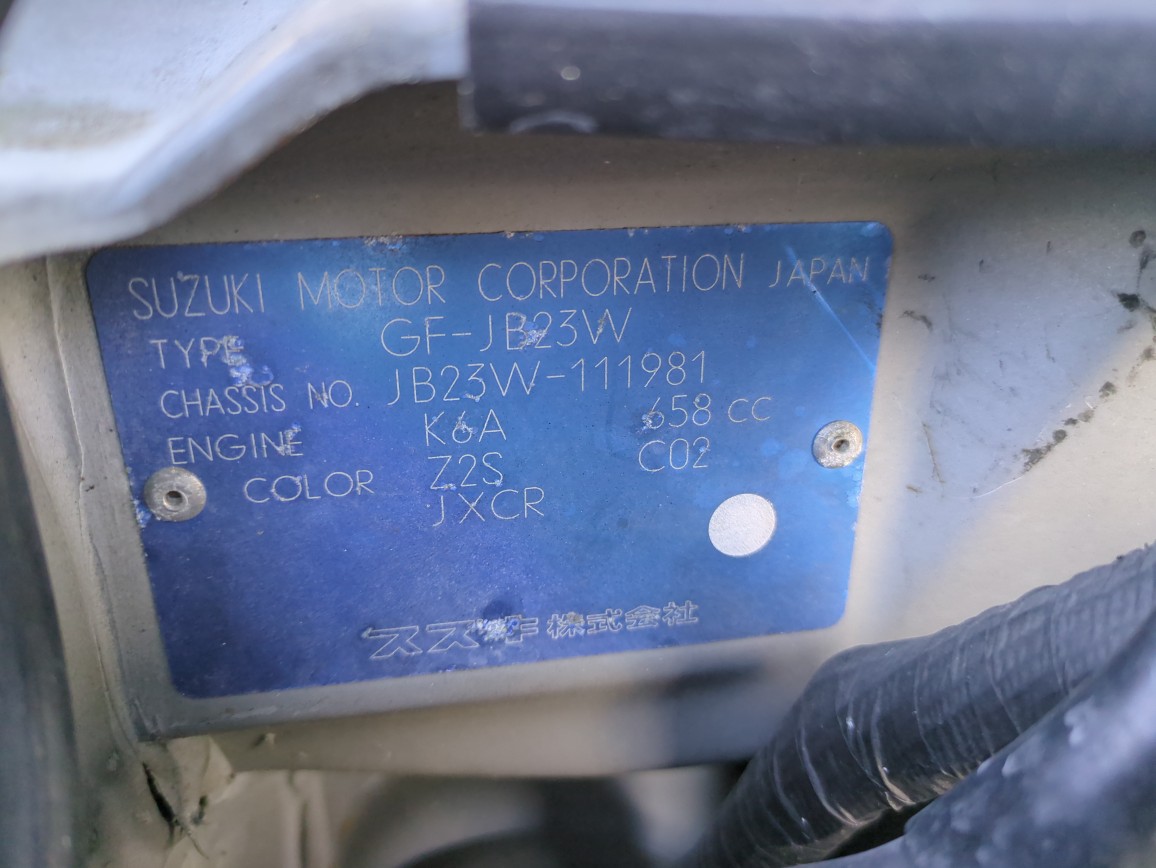 SUZUKI MOTOR CORPORATION JAPAN
TYPE GF-JB23W
CHASSIS NO. JB23W-111981
ENGINE K6A 658 CC
COLOR Z2S C02
JXCR
スズキ株式会社